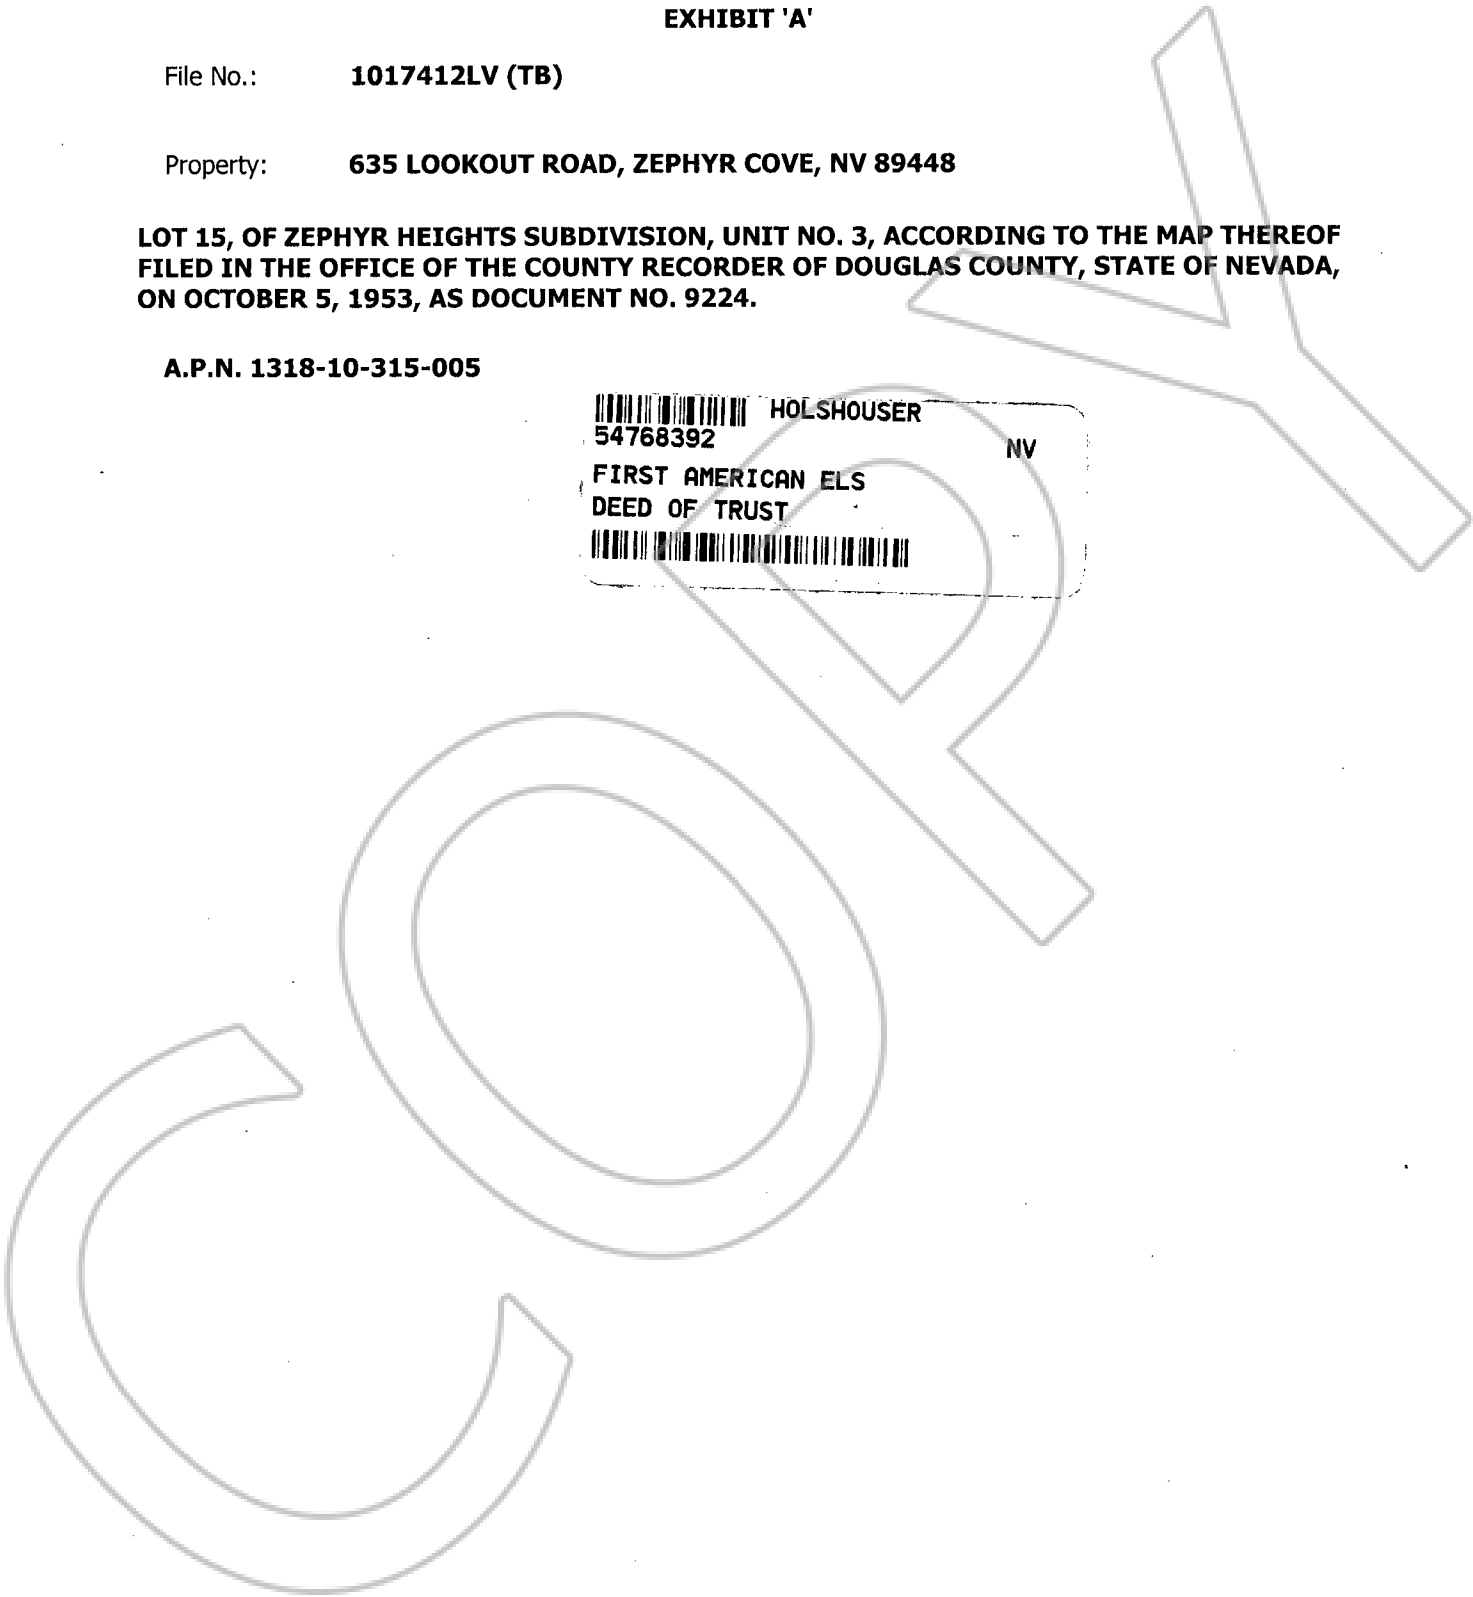 EXHIBIT 'A'
File No.: 1017412LV (TB)
Property: 635 LOOKOUT ROAD, ZEPHYR COVE, NV 89448
LOT 15, OF ZEPHYR HEIGHTS SUBDIVISION, UNIT NO. 3, ACCORDING TO THE MAP THEREOF
FILED IN THE OFFICE OF THE COUNTY RECORDER OF DOUGLAS COUNTY, STATE OF NEVADA,
ON OCTOBER 5, 1953, AS DOCUMENT NO. 9224.
A.P.N. 1318-10-315-005
HOLSHOUSER
54768392
NV
FIRST AMERICAN ELS
DEED OF TRUST
COPY